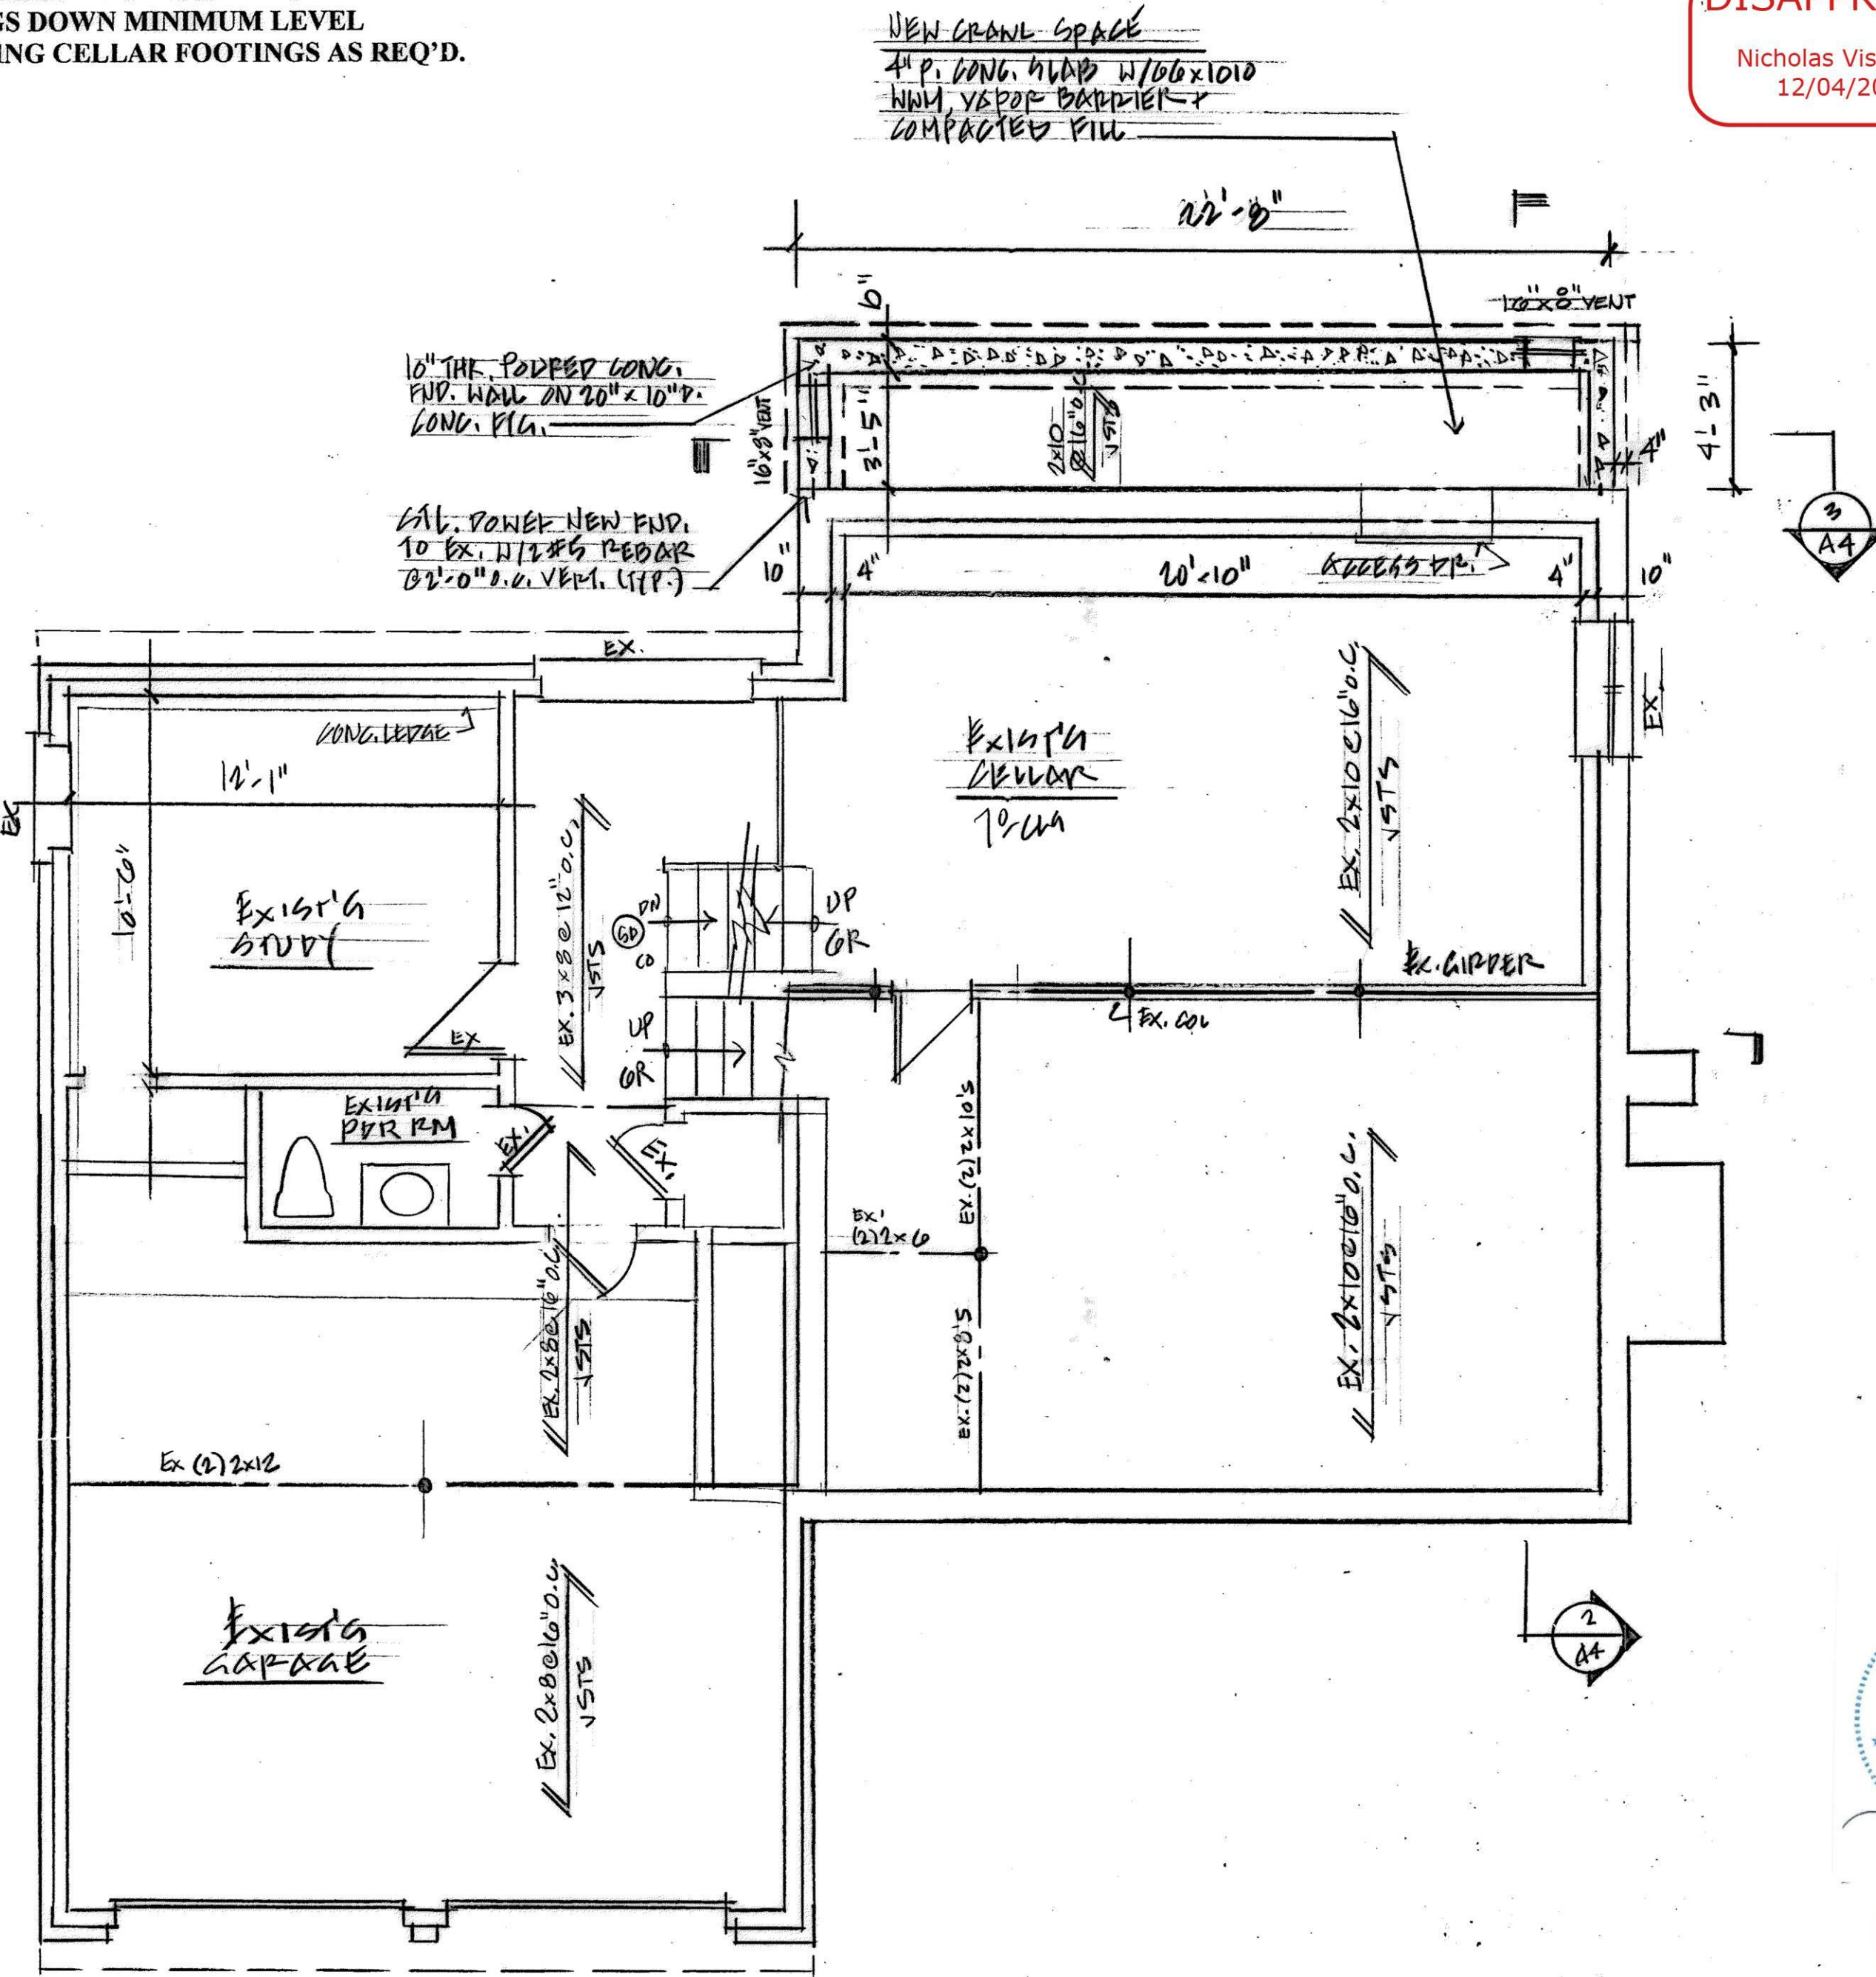 GS DOWN MINIMUM LEVEL
ING CELLAR FOOTINGS AS REQ'D.
DISAPPR
Nicholas Vis
12/04/20
NEW CRAWL SPACE
4" P. CONC. SLAB W/66x1010
WWM, VAPOR BARRIER +
COMPACTED FILL
22'-8"
6"
16"x8" VENT
10" THK. POURED CONC.
FND. WALL ON 20" x 10" D.
CONC. FTG.
16"x8" VENT
3'-5"
2x10
@16"o.c.
JSTS
4"
4'-3"
3
A4
STL. DOWEL NEW FND.
TO EX. W/2 #5 REBAR
@2'-0" O.C. VERT. (TYP.)
10"
4"
20'-10"
ACCESS DR.
4"
10"
EX.
CONC. LEDGE
12'-1"
EX
10'-6"
EXIST'G
STUDY
EX
EX. 3x8 @ 12" O.C.
JSTS
EXIST'G
CELLAR
7⁰ CLG
EX. 2x10 @ 16" O.C.
JSTS
EX.
SD
DN
CO
UP
6R
UP
6R
EX. GIRDER
EX. COL
EXIST'G
PDR RM
EX.
EX.
EX. (2) 2x10'S
EX.
(2) 2x6
EX. (2) 2x8'S
EX. 2x10 @ 16" O.C.
JSTS
EX. 2x8 @ 16" O.C.
JSTS
EX (2) 2x12
EXIST'G
GARAGE
EX. 2x8 @ 16" O.C.
JSTS
2
A4